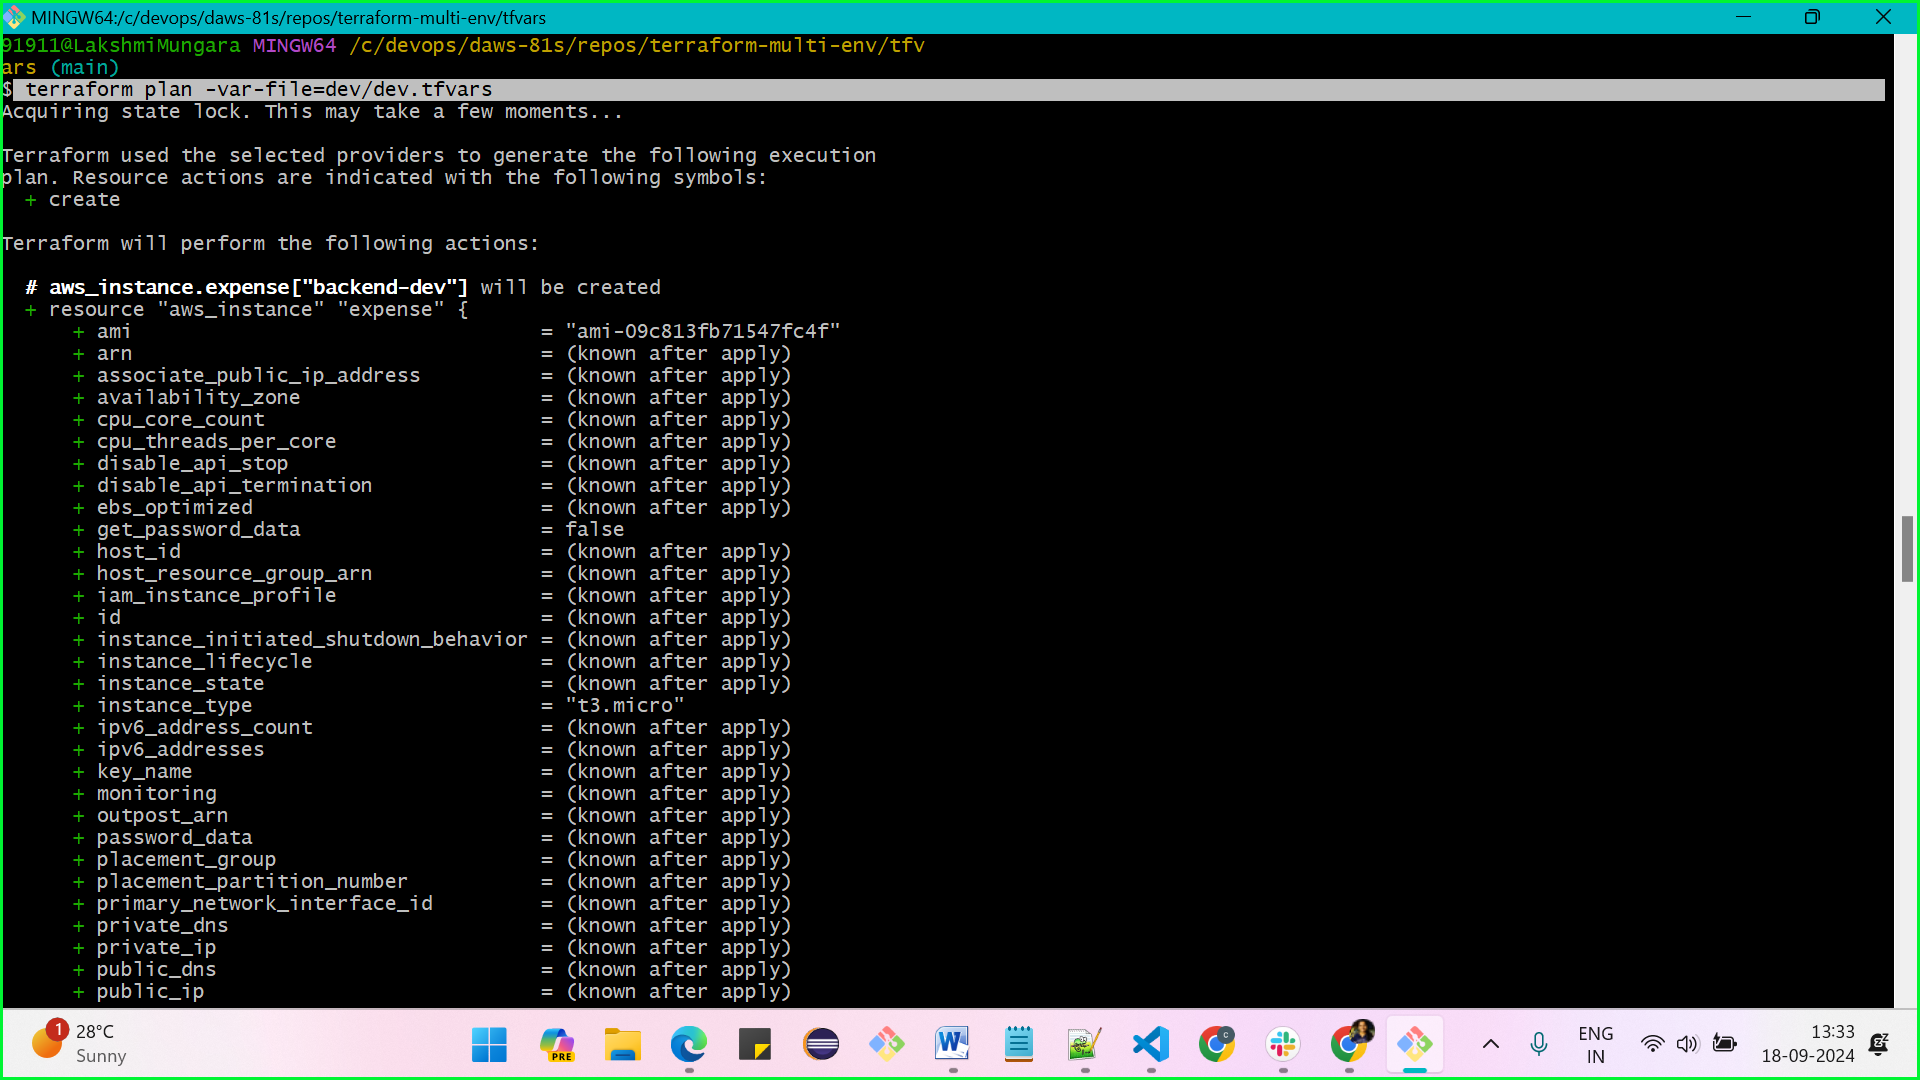 MINGW64:/c/devops/daws-81s/repos/terraform-multi-env/tfvars
91911@LakshmiMungara MINGW64 /c/devops/daws-81s/repos/terraform-multi-env/tfv
ars (main)
$ terraform plan -var-file=dev/dev.tfvars
Acquiring state lock. This may take a few moments...
Terraform used the selected providers to generate the following execution
plan. Resource actions are indicated with the following symbols:
+ create
Terraform will perform the following actions:
# aws_instance.expense["backend-dev"] will be created
+ resource "aws_instance" "expense" {
+ ami = "ami-09c813fb71547fc4f"
+ arn = (known after apply)
+ associate_public_ip_address = (known after apply)
+ availability_zone = (known after apply)
+ cpu_core_count = (known after apply)
+ cpu_threads_per_core = (known after apply)
+ disable_api_stop = (known after apply)
+ disable_api_termination = (known after apply)
+ ebs_optimized = (known after apply)
+ get_password_data = false
+ host_id = (known after apply)
+ host_resource_group_arn = (known after apply)
+ iam_instance_profile = (known after apply)
+ id = (known after apply)
+ instance_initiated_shutdown_behavior = (known after apply)
+ instance_lifecycle = (known after apply)
+ instance_state = (known after apply)
+ instance_type = "t3.micro"
+ ipv6_address_count = (known after apply)
+ ipv6_addresses = (known after apply)
+ key_name = (known after apply)
+ monitoring = (known after apply)
+ outpost_arn = (known after apply)
+ password_data = (known after apply)
+ placement_group = (known after apply)
+ placement_partition_number = (known after apply)
+ primary_network_interface_id = (known after apply)
+ private_dns = (known after apply)
+ private_ip = (known after apply)
+ public_dns = (known after apply)
+ public_ip = (known after apply)
1 28°C
Sunny
PRE
W
C
ENG
IN
13:33
18-09-2024